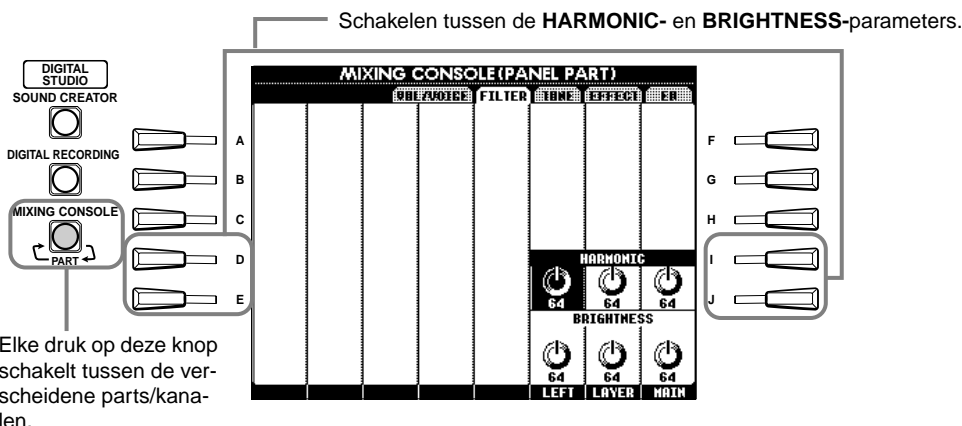 Schakelen tussen de HARMONIC- en BRIGHTNESS-parameters.
DIGITAL
STUDIO
SOUND CREATOR
DIGITAL RECORDING
MIXING CONSOLE
PART
A
B
C
D
E
MIXING CONSOLE(PANEL PART)
VOL/VOICE FILTER TUNE EFFECT EQ
HARMONIC
64 64 64
BRIGHTNESS
64 64 64
LEFT LAYER MAIN
F
G
H
I
J
Elke druk op deze knop
schakelt tussen de ver-
scheidene parts/kana-
len.